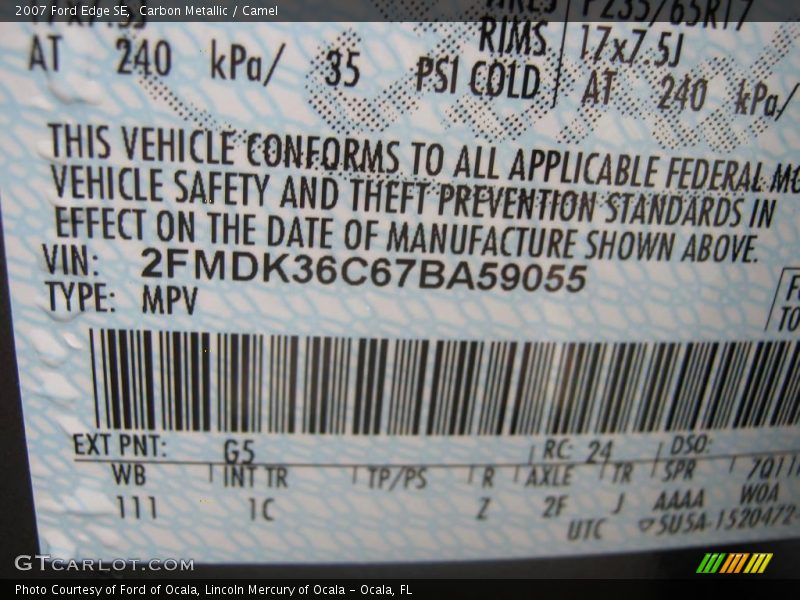 2007 Ford Edge SE, Carbon Metallic / Camel
P235/65R17
RIMS 17x7.5J
AT 240 kPa/ 35 PSI COLD AT 240 kPa/
THIS VEHICLE CONFORMS TO ALL APPLICABLE FEDERAL MO
VEHICLE SAFETY AND THEFT PREVENTION STANDARDS IN
EFFECT ON THE DATE OF MANUFACTURE SHOWN ABOVE.
VIN: 2FMDK36C67BA59055
TYPE: MPV
EXT PNT: G5 RC: 24 DSO:
WB INT TR TP/PS R AXLE TR SPR
111 1C Z 2F J AAAA WOA
UTC 5U5A-1520472-
GTCARLOT.COM
Photo Courtesy of Ford of Ocala, Lincoln Mercury of Ocala – Ocala, FL